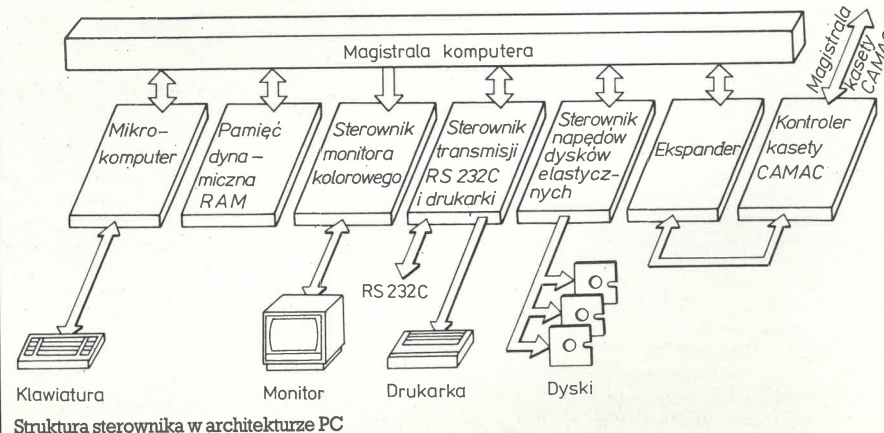 Magistrala komputera
Magistrala
kasety
Mikro-
komputer
Pamięć
dyna-
miczna
RAM
Sterownik
monitora
kolorowego
Sterownik
transmisji
RS 232C
i drukarki
Sterownik
napędów
dysków
elastycz-
nych
Ekspander
Kontroler
kasety
CAMAC
RS 232C
Klawiatura
Monitor
Drukarka
Dyski
Struktura sterownika w architekturze PC